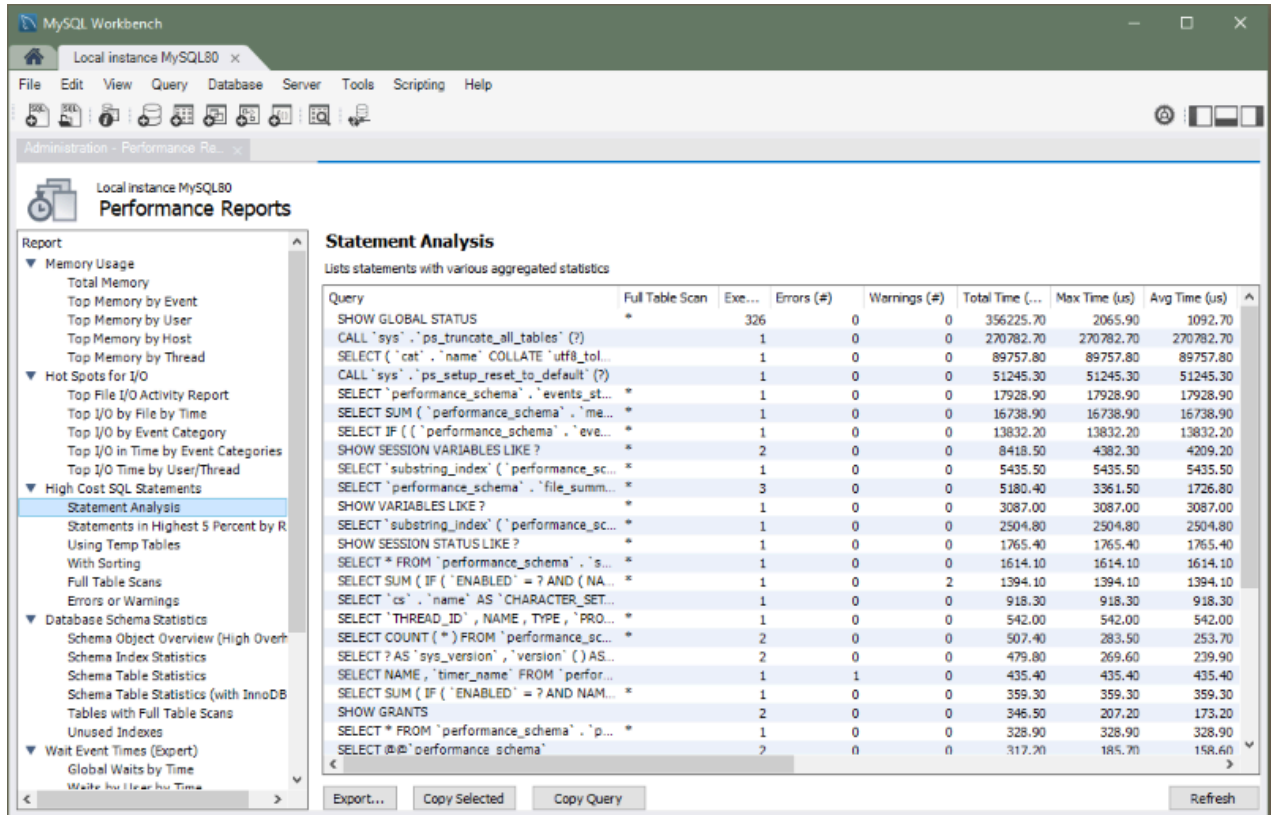 MySQL Workbench
Local instance MySQL80
File Edit View Query Database Server Tools Scripting Help
Administration - Performance Re...
Local instance MySQL80
Performance Reports
Report
Memory Usage
Total Memory
Top Memory by Event
Top Memory by User
Top Memory by Host
Top Memory by Thread
Hot Spots for I/O
Top File I/O Activity Report
Top I/O by File by Time
Top I/O by Event Category
Top I/O in Time by Event Categories
Top I/O Time by User/Thread
High Cost SQL Statements
Statement Analysis
Statements in Highest 5 Percent by R
Using Temp Tables
With Sorting
Full Table Scans
Errors or Warnings
Database Schema Statistics
Schema Object Overview (High Overh
Schema Index Statistics
Schema Table Statistics
Schema Table Statistics (with InnoDB
Tables with Full Table Scans
Unused Indexes
Wait Event Times (Expert)
Global Waits by Time
Waits by User by Time
Statement Analysis
Lists statements with various aggregated statistics
Query Full Table Scan Exe... Errors (#) Warnings (#) Total Time (... Max Time (us) Avg Time (us)
SHOW GLOBAL STATUS * 326 0 0 356225.70 2065.90 1092.70
CALL `sys` . `ps_truncate_all_tables` (?) 1 0 0 270782.70 270782.70 270782.70
SELECT ( `cat` . `name` COLLATE `utf8_tol... 1 0 0 89757.80 89757.80 89757.80
CALL `sys` . `ps_setup_reset_to_default` (?) 1 0 0 51245.30 51245.30 51245.30
SELECT `performance_schema` . `events_st... * 1 0 0 17928.90 17928.90 17928.90
SELECT SUM ( `performance_schema` . `me... * 1 0 0 16738.90 16738.90 16738.90
SELECT IF ( ( `performance_schema` . `eve... * 1 0 0 13832.20 13832.20 13832.20
SHOW SESSION VARIABLES LIKE ? * 2 0 0 8418.50 4382.30 4209.20
SELECT `substring_index` ( `performance_sc... * 1 0 0 5435.50 5435.50 5435.50
SELECT `performance_schema` . `file_summ... * 3 0 0 5180.40 3361.50 1726.80
SHOW VARIABLES LIKE ? * 1 0 0 3087.00 3087.00 3087.00
SELECT `substring_index` ( `performance_sc... * 1 0 0 2504.80 2504.80 2504.80
SHOW SESSION STATUS LIKE ? * 1 0 0 1765.40 1765.40 1765.40
SELECT * FROM `performance_schema` . `s... * 1 0 0 1614.10 1614.10 1614.10
SELECT SUM ( IF ( `ENABLED` = ? AND ( NA... * 1 0 2 1394.10 1394.10 1394.10
SELECT `cs` . `name` AS `CHARACTER_SET... 1 0 0 918.30 918.30 918.30
SELECT `THREAD_ID` , NAME , TYPE , `PRO... * 1 0 0 542.00 542.00 542.00
SELECT COUNT ( * ) FROM `performance_sc... * 2 0 0 507.40 283.50 253.70
SELECT ? AS `sys_version` , `version` ( ) AS... 2 0 0 479.80 269.60 239.90
SELECT NAME , `timer_name` FROM `perfor... 1 1 0 435.40 435.40 435.40
SELECT SUM ( IF ( `ENABLED` = ? AND NAM... * 1 0 0 359.30 359.30 359.30
SHOW GRANTS 2 0 0 346.50 207.20 173.20
SELECT * FROM `performance_schema` . `p... * 1 0 0 328.90 328.90 328.90
SELECT @@`performance schema` 2 0 0 317.20 185.70 158.60
Export... Copy Selected Copy Query Refresh